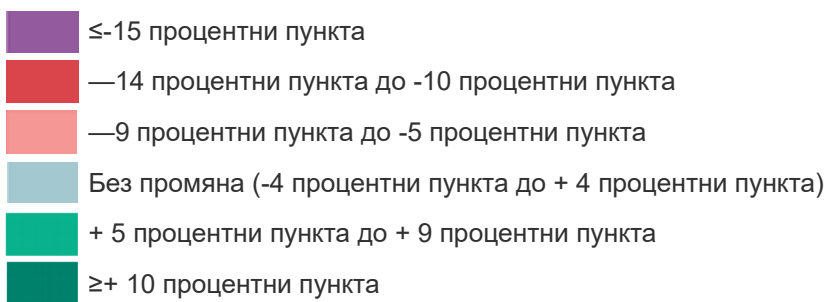 ≤-15 процентни пункта
—14 процентни пункта до -10 процентни пункта
—9 процентни пункта до -5 процентни пункта
Без промяна (-4 процентни пункта до + 4 процентни пункта)
+ 5 процентни пункта до + 9 процентни пункта
≥+ 10 процентни пункта